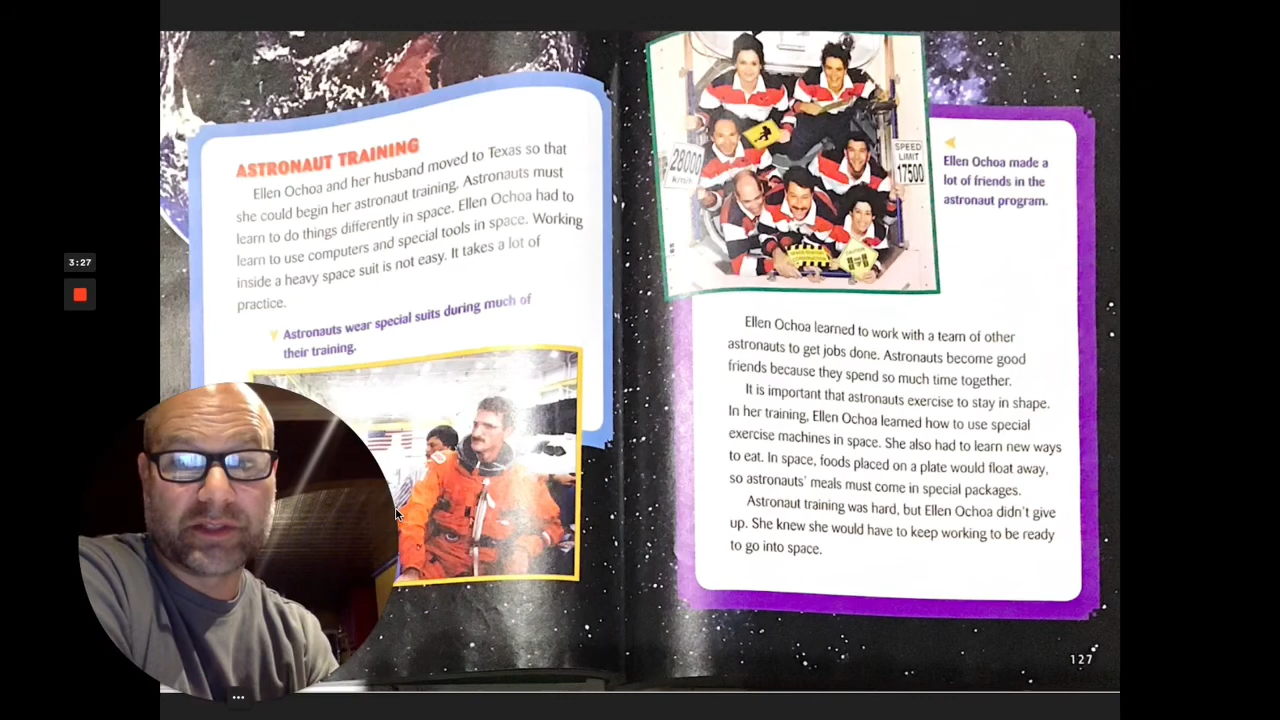 3:27
ASTRONAUT TRAINING
Ellen Ochoa and her husband moved to Texas so that
she could begin her astronaut training. Astronauts must
learn to do things differently in space. Ellen Ochoa had to
learn to use computers and special tools in space. Working
inside a heavy space suit is not easy. It takes a lot of
practice.
Astronauts wear special suits during much of
their training.
28000
km/h
SPEED
LIMIT
17500
Ellen Ochoa made a
lot of friends in the
astronaut program.
Ellen Ochoa learned to work with a team of other
astronauts to get jobs done. Astronauts become good
friends because they spend so much time together.
It is important that astronauts exercise to stay in shape.
In her training, Ellen Ochoa learned how to use special
exercise machines in space. She also had to learn new ways
to eat. In space, foods placed on a plate would float away,
so astronauts' meals must come in special packages.
Astronaut training was hard, but Ellen Ochoa didn't give
up. She knew she would have to keep working to be ready
to go into space.
127